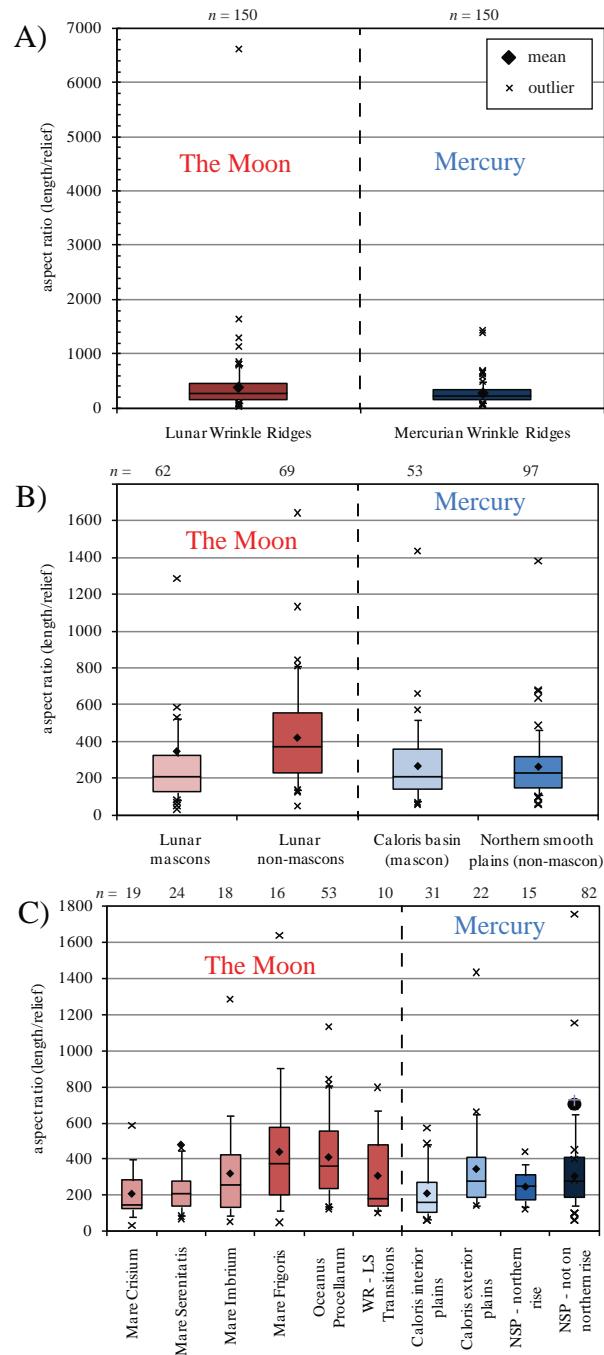 A)
n = 150
n = 150
7000
6000
5000
4000
3000
2000
1000
0
aspect ratio (length/relief)
The Moon
Mercury
mean
outlier
Lunar Wrinkle Ridges
Mercurian Wrinkle Ridges
B)
n =
62
69
53
97
1600
1400
1200
1000
800
600
400
200
0
aspect ratio (length/relief)
The Moon
Mercury
Lunar
mascons
Lunar
non-mascons
Caloris basin
(mascon)
Northern smooth
plains (non-mascon)
C)
n = 19
24
18
16
53
10
31
22
15
82
1800
1600
1400
1200
1000
800
600
400
200
0
aspect ratio (length/relief)
The Moon
Mercury
Mare Crisium
Mare Serenitatis
Mare Imbrium
Mare Frigoris
Oceanus
Procellarum
WR - LS
Transitions
Caloris interior
plains
Caloris exterior
plains
NSP - northern
rise
NSP - not on
northern rise